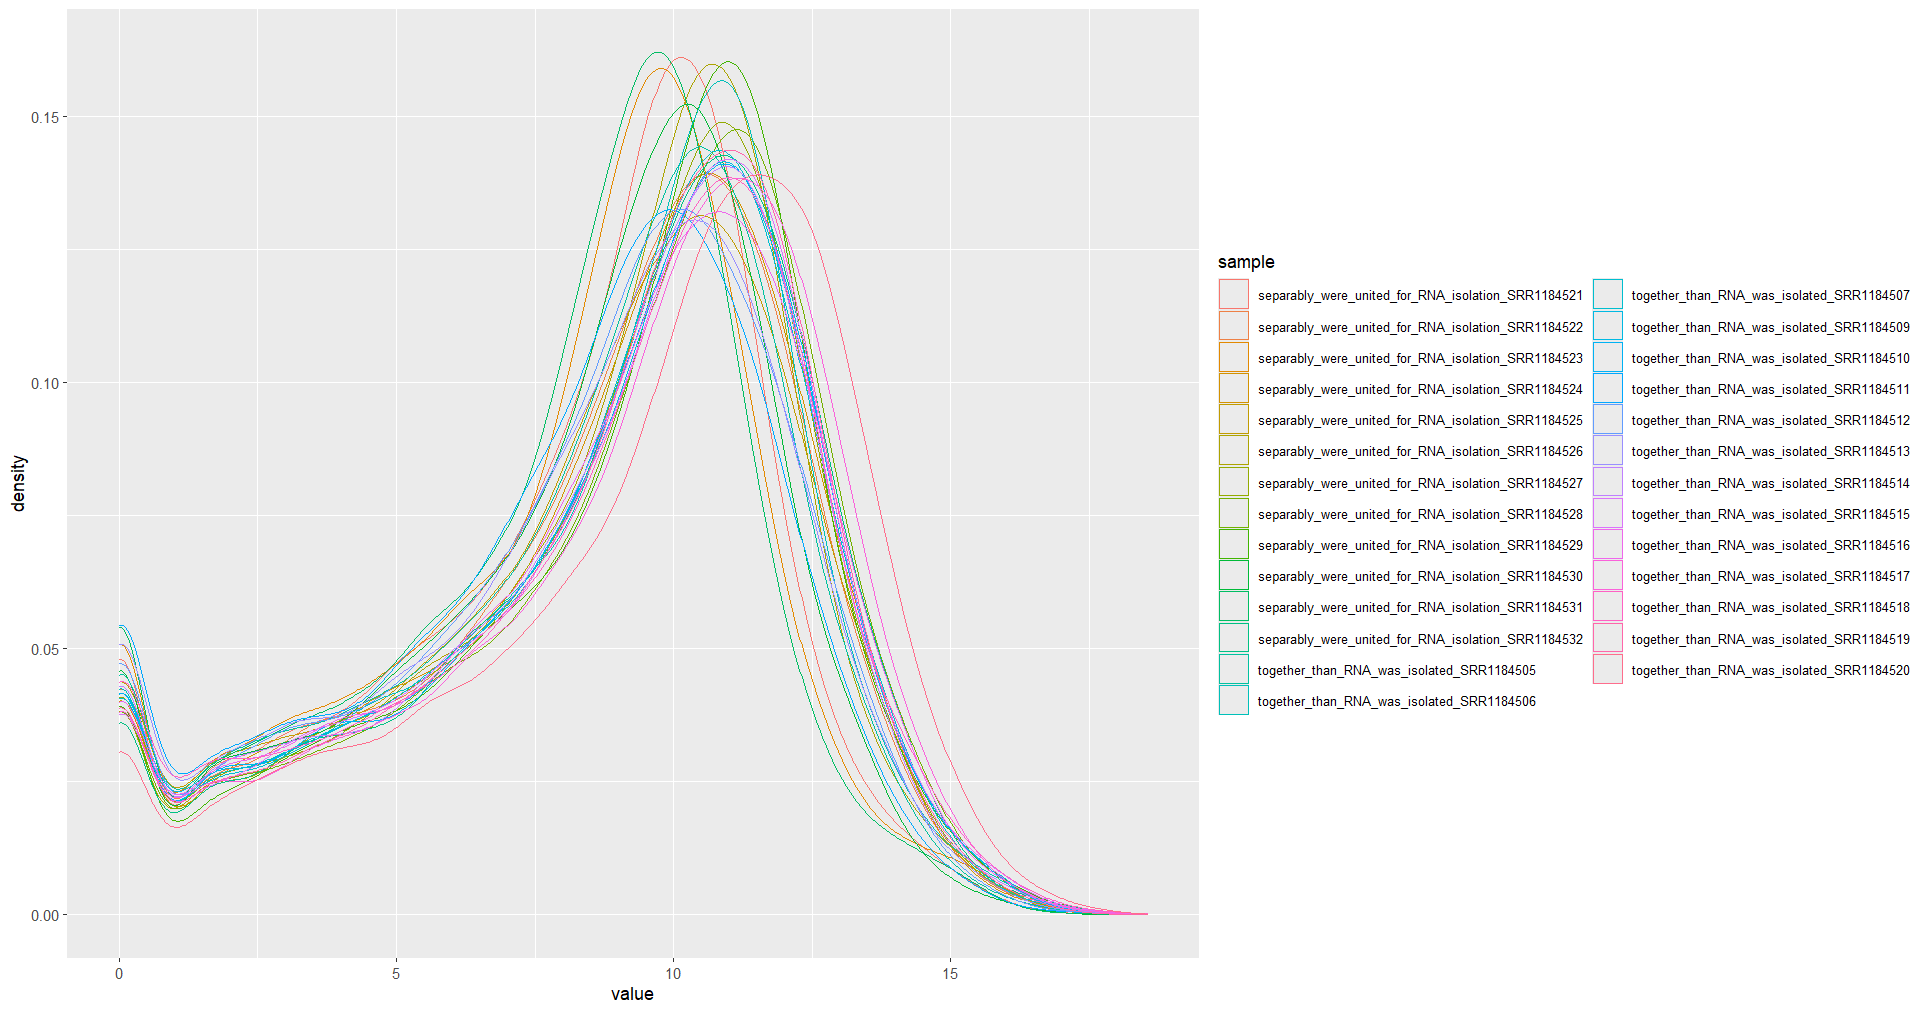 density
0.15
0.10
0.05
0.00
0
5
10
15
value
sample
separably_were_united_for_RNA_isolation_SRR1184521
separably_were_united_for_RNA_isolation_SRR1184522
separably_were_united_for_RNA_isolation_SRR1184523
separably_were_united_for_RNA_isolation_SRR1184524
separably_were_united_for_RNA_isolation_SRR1184525
separably_were_united_for_RNA_isolation_SRR1184526
separably_were_united_for_RNA_isolation_SRR1184527
separably_were_united_for_RNA_isolation_SRR1184528
separably_were_united_for_RNA_isolation_SRR1184529
separably_were_united_for_RNA_isolation_SRR1184530
separably_were_united_for_RNA_isolation_SRR1184531
separably_were_united_for_RNA_isolation_SRR1184532
together_than_RNA_was_isolated_SRR1184505
together_than_RNA_was_isolated_SRR1184506
together_than_RNA_was_isolated_SRR1184507
together_than_RNA_was_isolated_SRR1184509
together_than_RNA_was_isolated_SRR1184510
together_than_RNA_was_isolated_SRR1184511
together_than_RNA_was_isolated_SRR1184512
together_than_RNA_was_isolated_SRR1184513
together_than_RNA_was_isolated_SRR1184514
together_than_RNA_was_isolated_SRR1184515
together_than_RNA_was_isolated_SRR1184516
together_than_RNA_was_isolated_SRR1184517
together_than_RNA_was_isolated_SRR1184518
together_than_RNA_was_isolated_SRR1184519
together_than_RNA_was_isolated_SRR1184520